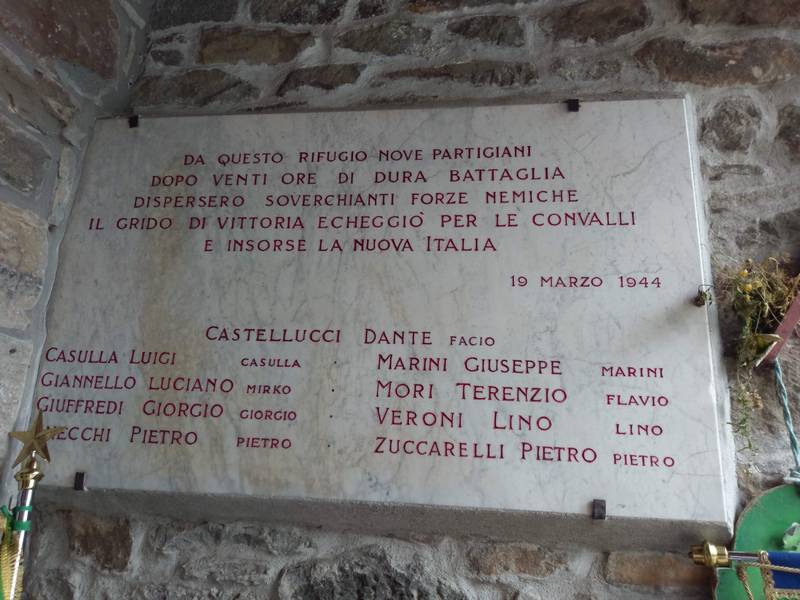 DA QUESTO RIFUGIO NOVE PARTIGIANI
DOPO VENTI ORE DI DURA BATTAGLIA
DISPERSERO SOVERCHIANTI FORZE NEMICHE
IL GRIDO DI VITTORIA ECHEGGIO' PER LE CONVALLI
E INSORSE LA NUOVA ITALIA
19 MARZO 1944
CASTELLUCCI DANTE FACIO
CASULLA LUIGI CASULLA · MARINI GIUSEPPE MARINI
GIANNELLO LUCIANO MIRKO · MORI TERENZIO FLAVIO
GIUFFREDI GIORGIO GIORGIO · VERONI LINO LINO
PIETRO PIETRO · ZUCCARELLI PIETRO PIETRO